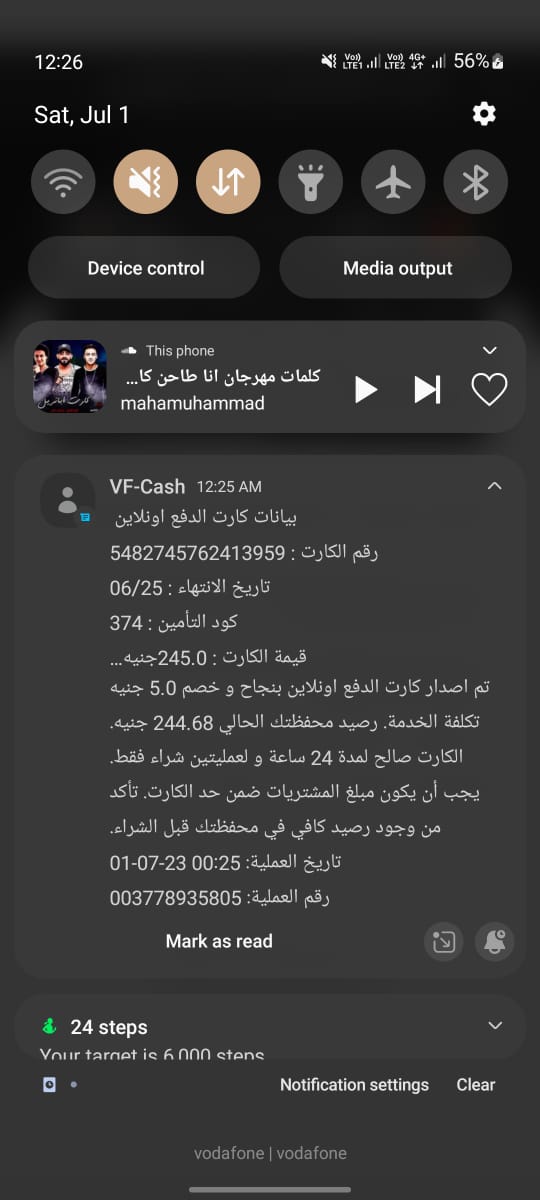 12:26
Vo)) LTE1 Vo)) LTE2 4G+ 56%
Sat, Jul 1
Device control
Media output
This phone
كلمات مهرجان انا طاحن كا...
mahamuhammad
VF-Cash 12:25 AM
بيانات كارت الدفع اونلاين
رقم الكارت : 5482745762413959
تاريخ الانتهاء : 06/25
كود التأمين : 374
قيمة الكارت : 245.0جنيه...
تم اصدار كارت الدفع اونلاين بنجاح و خصم 5.0 جنيه
تكلفة الخدمة. رصيد محفظتك الحالي 244.68 جنيه.
الكارت صالح لمدة 24 ساعة و لعمليتين شراء فقط.
يجب أن يكون مبلغ المشتريات ضمن حد الكارت. تأكد
من وجود رصيد كافي في محفظتك قبل الشراء.
تاريخ العملية: 00:25 01-07-23
رقم العملية: 003778935805
Mark as read
24 steps
Your target is 6,000 steps
Notification settings
Clear
vodafone | vodafone